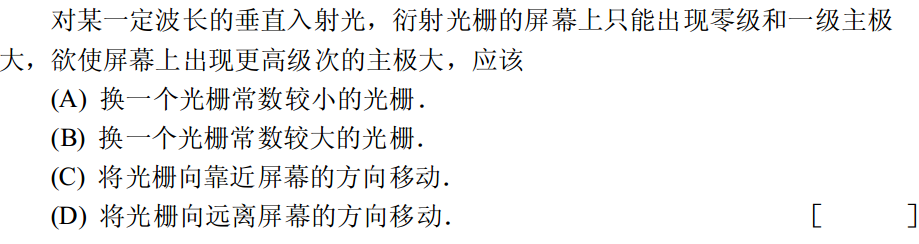 对某一定波长的垂直入射光，衍射光栅的屏幕上只能出现零级和一级主极
大，欲使屏幕上出现更高级次的主极大，应该
(A) 换一个光栅常数较小的光栅．
(B) 换一个光栅常数较大的光栅．
(C) 将光栅向靠近屏幕的方向移动．
(D) 将光栅向远离屏幕的方向移动． [ ]